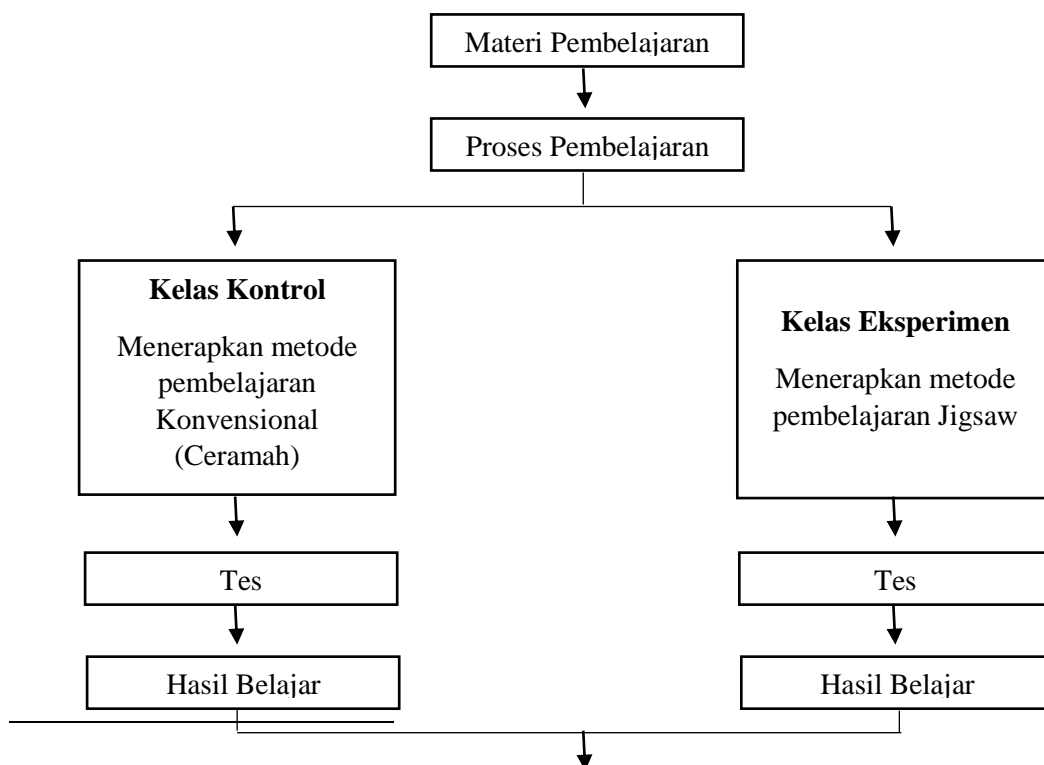 Materi Pembelajaran
Proses Pembelajaran
Kelas Kontrol
Menerapkan metode
pembelajaran
Konvensional
(Ceramah)
Kelas Eksperimen
Menerapkan metode
pembelajaran Jigsaw
Tes
Tes
Hasil Belajar
Hasil Belajar